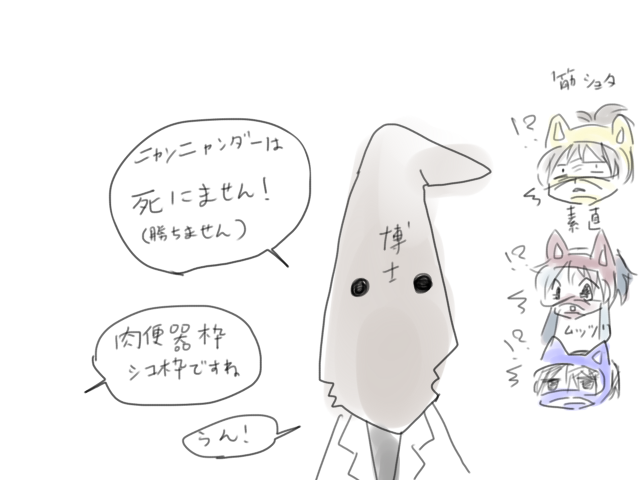 ニャンニャンダーは
死にません!
(勝ちません)
肉便器枠
シコ枠ですね
うん!
博士
筋ショタ
!?
素直
!?
ムッツリ
!?